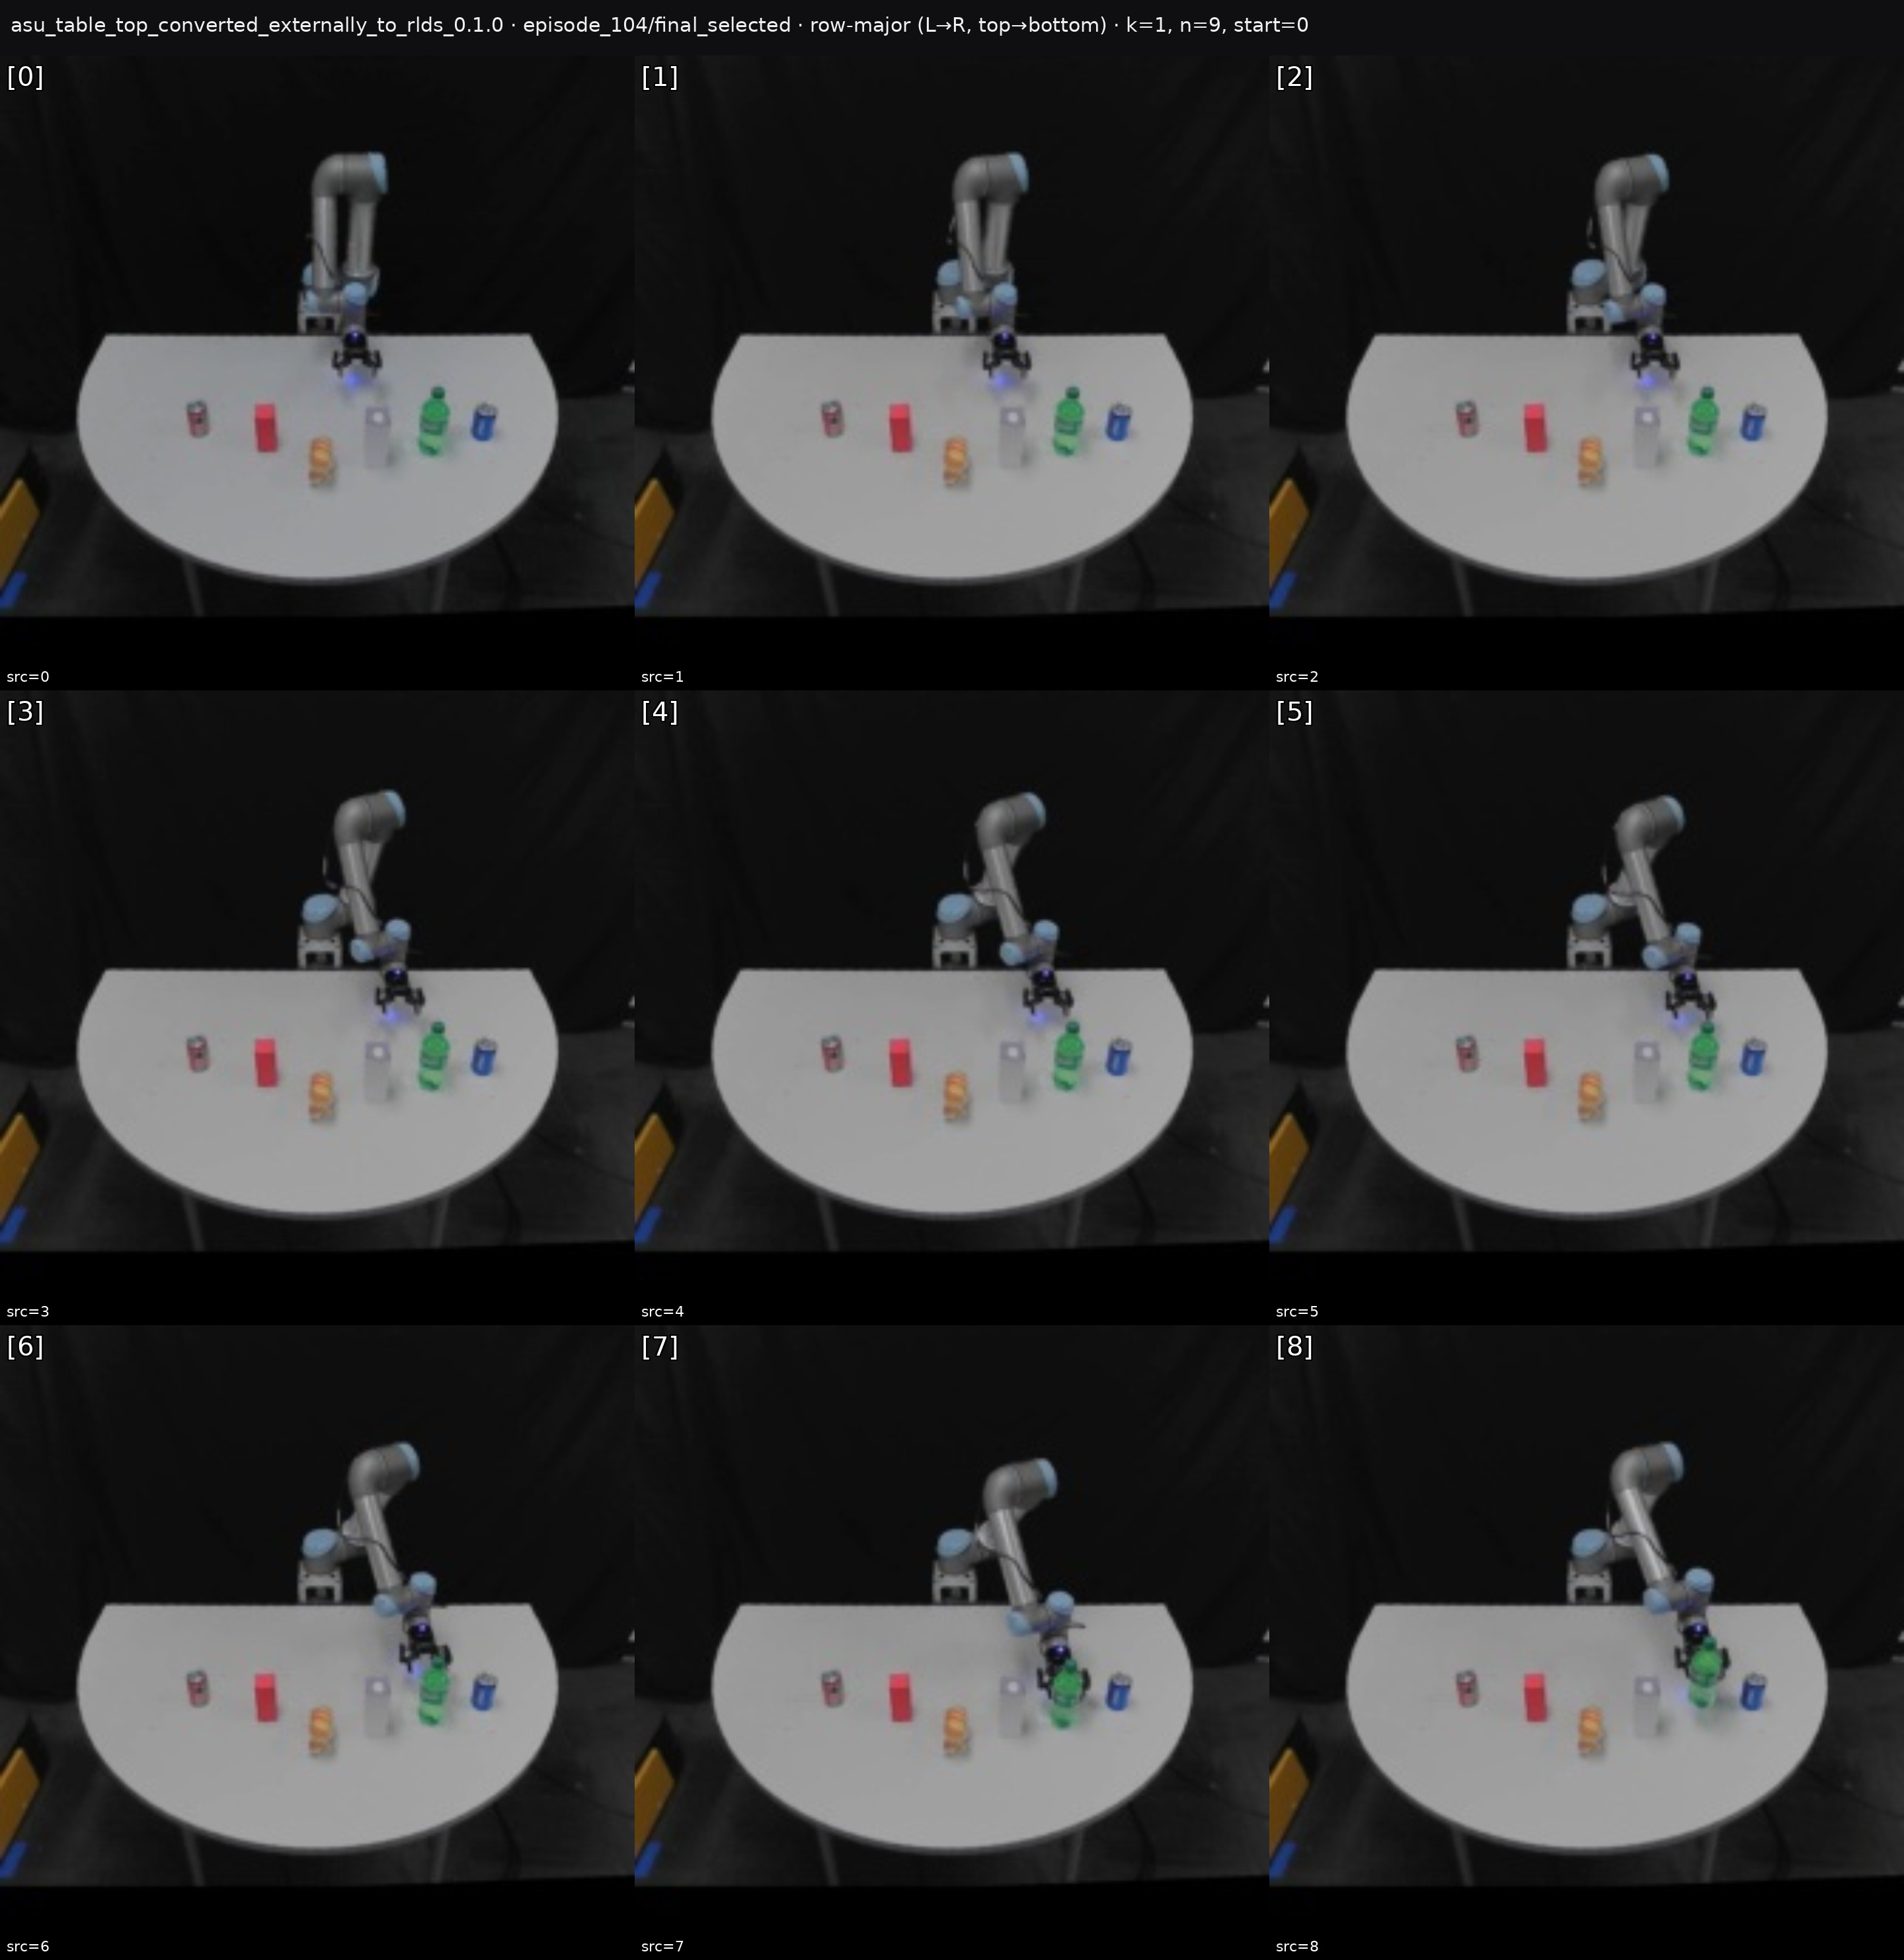 asu_table_top_converted_externally_to_rlds_0.1.0 · episode_104/final_selected · row-major (L→R, top→bottom) · k=1, n=9, start=0
[0]
[1]
[2]
src=0
src=1
src=2
[3]
[4]
[5]
src=3
src=4
src=5
[6]
[7]
[8]
src=6
src=7
src=8